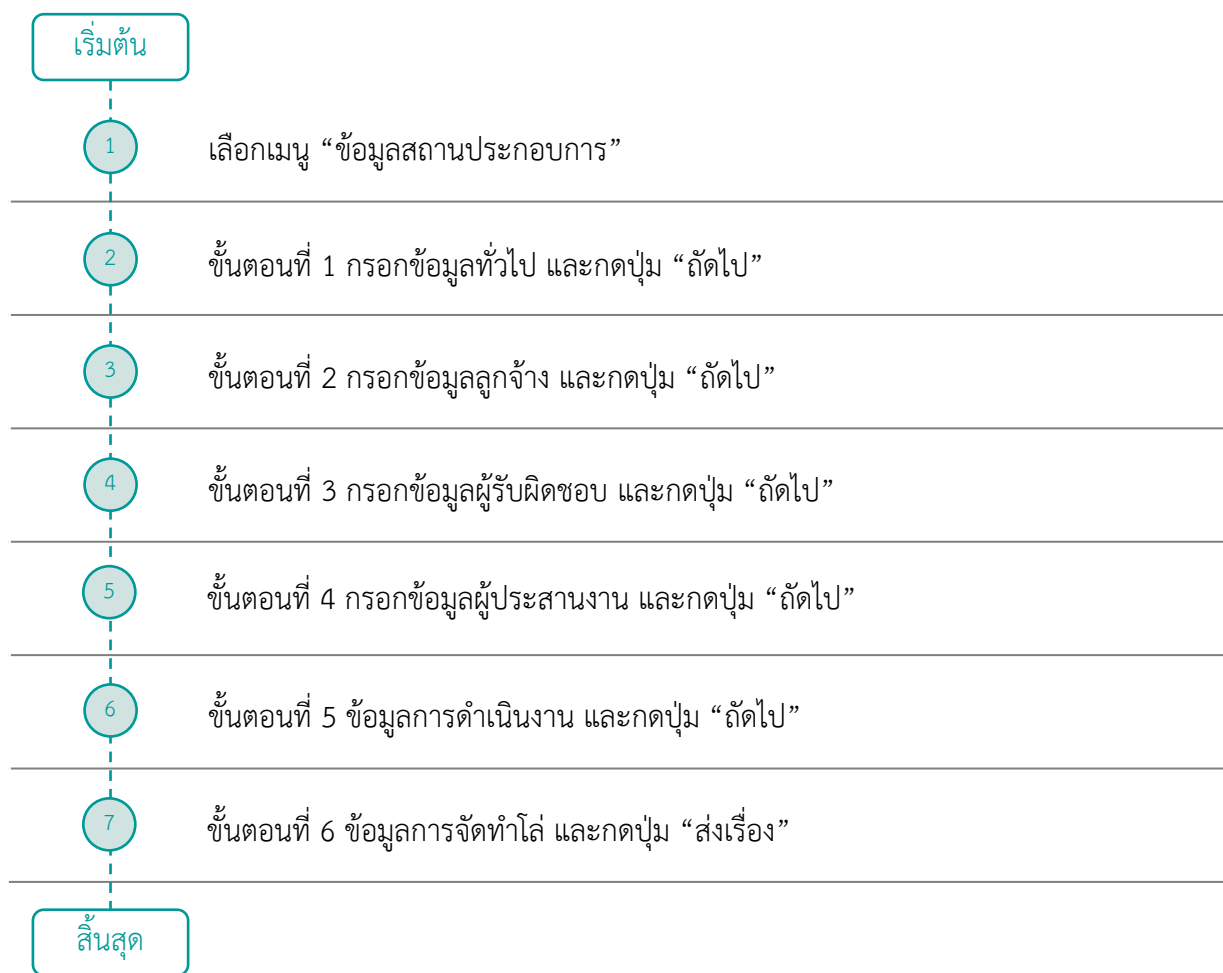 เริ่มต้น
1 เลือกเมนู “ข้อมูลสถานประกอบการ”
2 ขั้นตอนที่ 1 กรอกข้อมูลทั่วไป และกดปุ่ม “ถัดไป”
3 ขั้นตอนที่ 2 กรอกข้อมูลลูกจ้าง และกดปุ่ม “ถัดไป”
4 ขั้นตอนที่ 3 กรอกข้อมูลผู้รับผิดชอบ และกดปุ่ม “ถัดไป”
5 ขั้นตอนที่ 4 กรอกข้อมูลผู้ประสานงาน และกดปุ่ม “ถัดไป”
6 ขั้นตอนที่ 5 ข้อมูลการดำเนินงาน และกดปุ่ม “ถัดไป”
7 ขั้นตอนที่ 6 ข้อมูลการจัดทำโล่ และกดปุ่ม “ส่งเรื่อง”
สิ้นสุด